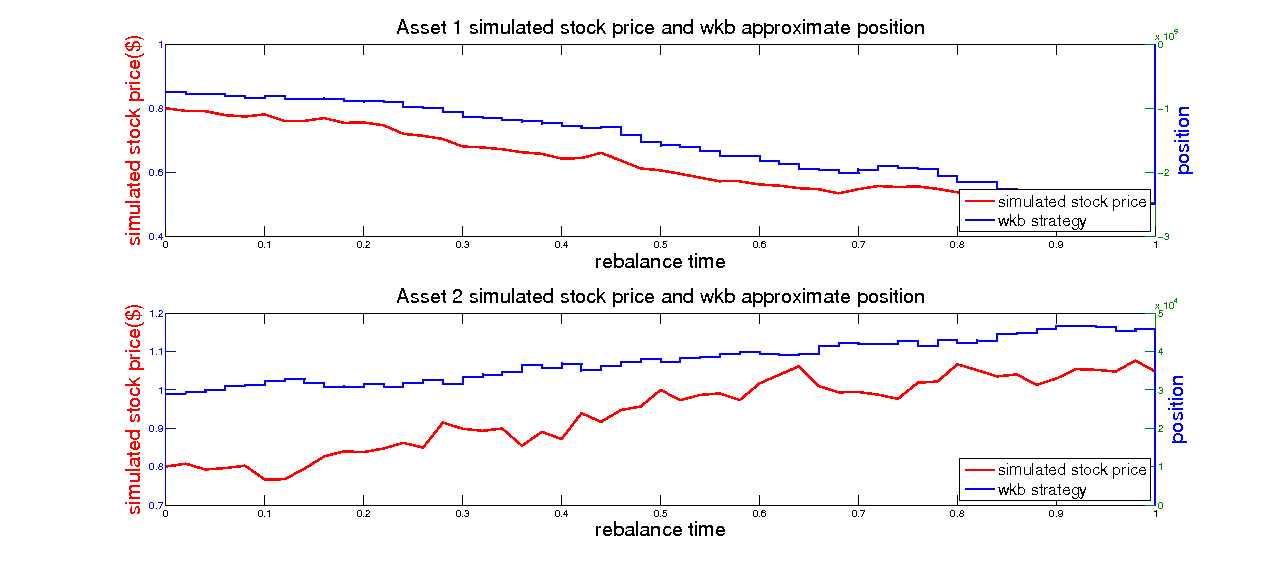 Asset 1 simulated stock price and wkb approximate position
simulated stock price($)
1
0.8
0.6
0.4
x 10
0
-1
-2
-3
position
simulated stock price
wkb strategy
0 0.1 0.2 0.3 0.4 0.5 0.6 0.7 0.8 0.9 1
rebalance time
Asset 2 simulated stock price and wkb approximate position
simulated stock price($)
1.2
1.1
1
0.9
0.8
0.7
x 10^4
5
4
3
2
1
0
position
simulated stock price
wkb strategy
0 0.1 0.2 0.3 0.4 0.5 0.6 0.7 0.8 0.9 1
rebalance time